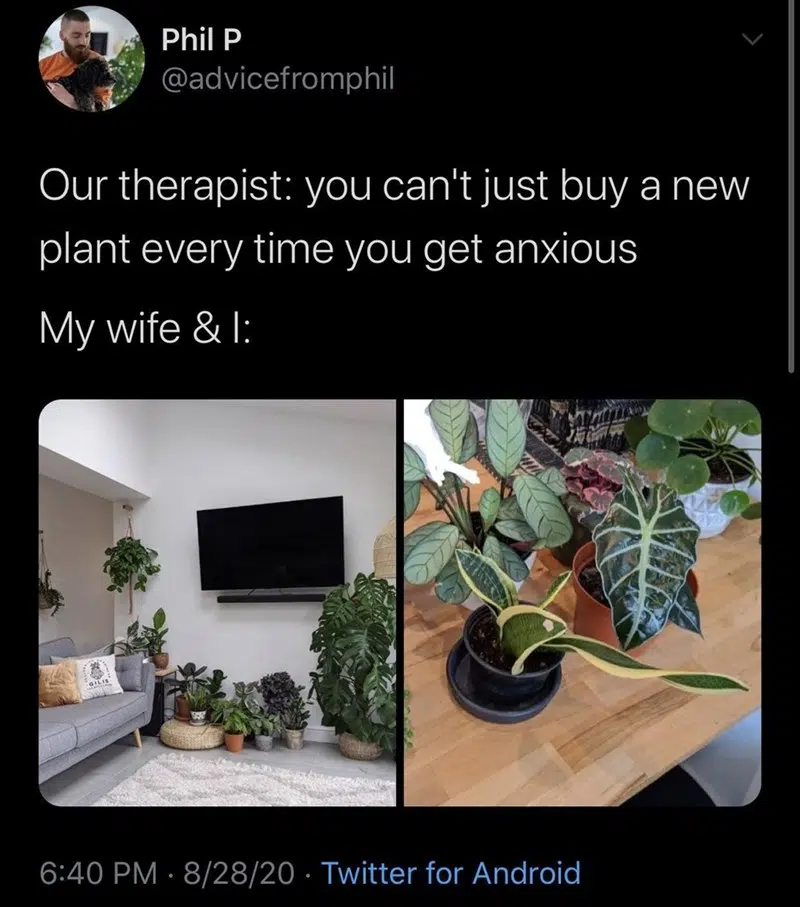 Phil P
@advicefromphil
Our therapist: you can't just buy a new
plant every time you get anxious
My wife & I:
6:40 PM · 8/28/20 · Twitter for Android